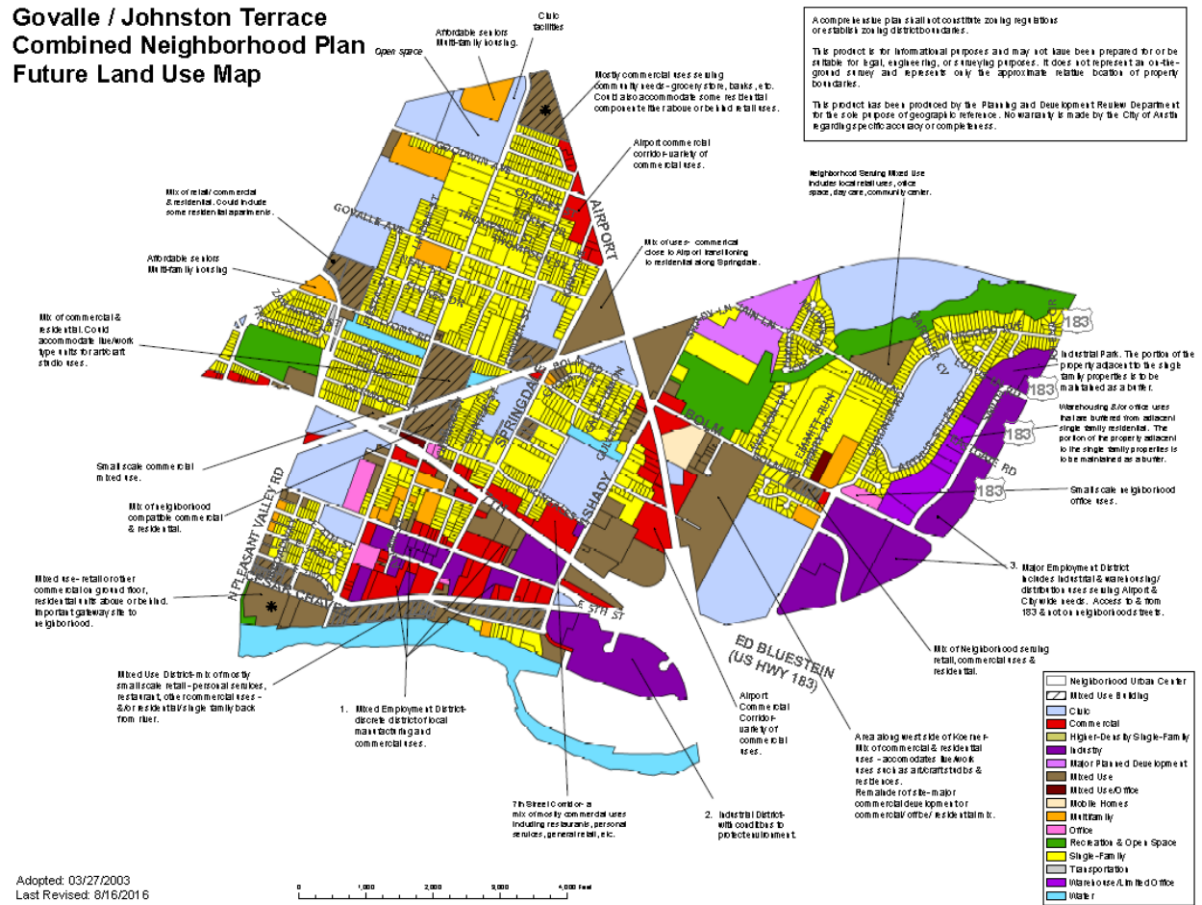 Govalle / Johnston Terrace
Combined Neighborhood Plan
Future Land Use Map
Open space
Affordable seniors
Multi-family housing.
Civic
facilities
A comprehensive plan shall not constitute zoning regulations
or establish zoning district boundaries.
This product is for informational purposes and may not have been prepared for or be
suitable for legal, engineering, or surveying purposes. It does not represent an on-the-
ground survey and represents only the approximate relative location of property
boundaries.
This product has been produced by the Planning and Development Review Department
for the sole purpose of geographic reference. No warranty is made by the City of Austin
regarding specific accuracy or completeness.
Mostly commercial uses serving
community needs - grocery store, banks, etc.
Could also accommodate some residential
component either above or behind retail uses.
Airport commercial
corridor - variety of
commercial uses.
Neighborhood Serving Mixed Use
includes local retail uses, office
space, day care, community center.
Mix of retail/ commercial
& residential. Could include
some residential apartments.
Mix of uses - commerical
close to Airport transitioning
to residential along Springdale.
Affordable seniors
Multi-family housing
Mix of commercial &
residential. Could
accommodate live/work
type units for art/craft
studio uses.
Industrial Park. The portion of the
property adjacent to the single
family properties is to be
maintained as a buffer.
Warehousing &/or office uses
that are buffered from adjacent
single family residential. The
portion of the property adjacent
to the single family properties is
to be maintained as a buffer.
Small scale commercial
mixed use.
Small scale neighborhood
office uses.
Mix of neighborhood
compatible commercial
& residential.
Mixed use - retail or other
commercial on ground floor,
residential units above or behind.
Important gateway site to
neighborhood.
3. Major Employment District
Includes industrial & warehousing/
distribution uses serving Airport &
City wide needs. Access to & from
183 & not on neighborhood streets.
Mix of Neighborhood serving
retail, commercial uses &
residential.
Mixed Use District - mix of mostly
small scale retail - personal services,
restaurant, other commercial uses -
&/or residential/single family back
from river.
1. Mixed Employment District-
discrete district of local
manufacturing and
commercial uses.
Airport
Commercial
Corridor-
variety of
commercial
uses.
Area along west side of Koerner-
Mix of commercial & residential
uses - accomodates live/work
uses such as art/craft studios &
residences.
Remainder of site - major
commercial development or
commercial/ office/ residential mix.
7th Street Corridor - a
mix of mostly commercial uses
including restaurants, personal
services, general retail, etc.
2. Industrial District-
with conditions to
protect environment.
GOODWIN AVE
GOVALLE AVE
AIRPORT
THOMPSON
SPRINGDALE
BOLM
SHADY
EMMITT RUN
CV
N PLEASANT VALLEY RD
7TH
E 5TH ST
ED BLUESTEIN
(US HWY 183)
183
183
183
183
Neighborhood Urban Center
Mixed Use Building
Civic
Commercial
Higher-Density Single-Family
Industry
Major Planned Development
Mixed Use
Mixed Use/Office
Mobile Homes
Multifamily
Office
Recreation & Open Space
Single-Family
Transportation
Warehouse/Limited Office
Water
Adopted: 03/27/2003
Last Revised: 8/16/2016
0 1,000 2,000 3,000 4,000 Feet